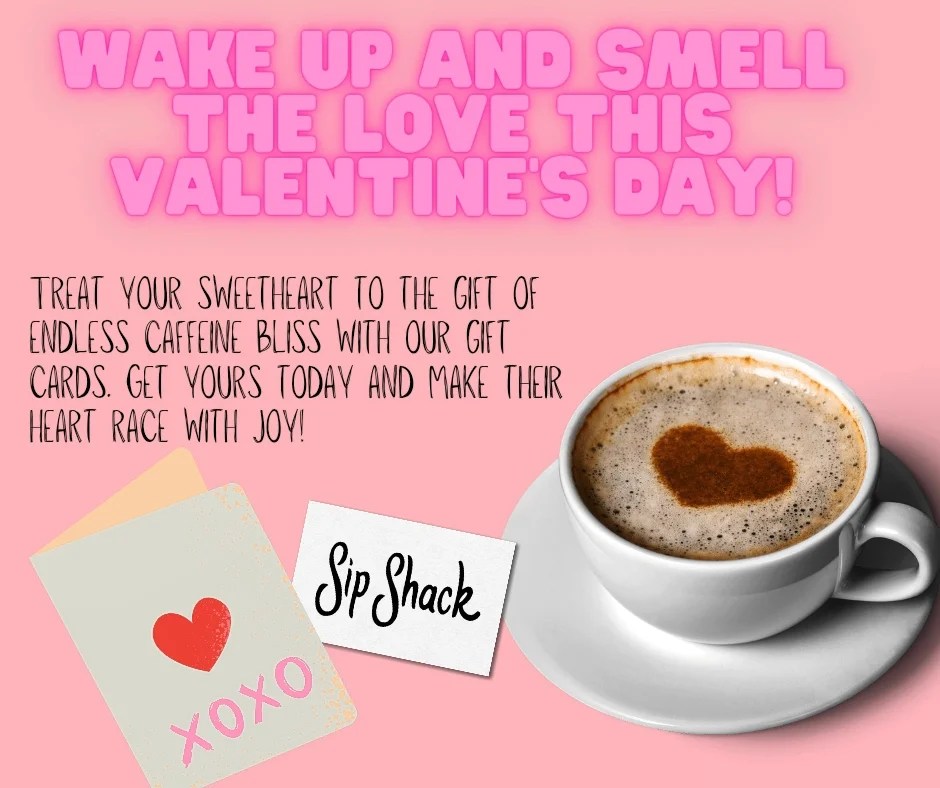 WAKE UP AND SMELL
THE LOVE THIS
VALENTINE'S DAY!
TREAT YOUR SWEETHEART TO THE GIFT OF
ENDLESS CAFFEINE BLISS WITH OUR GIFT
CARDS. GET YOURS TODAY AND MAKE THEIR
HEART RACE WITH JOY!
Sip Shack
XOXO